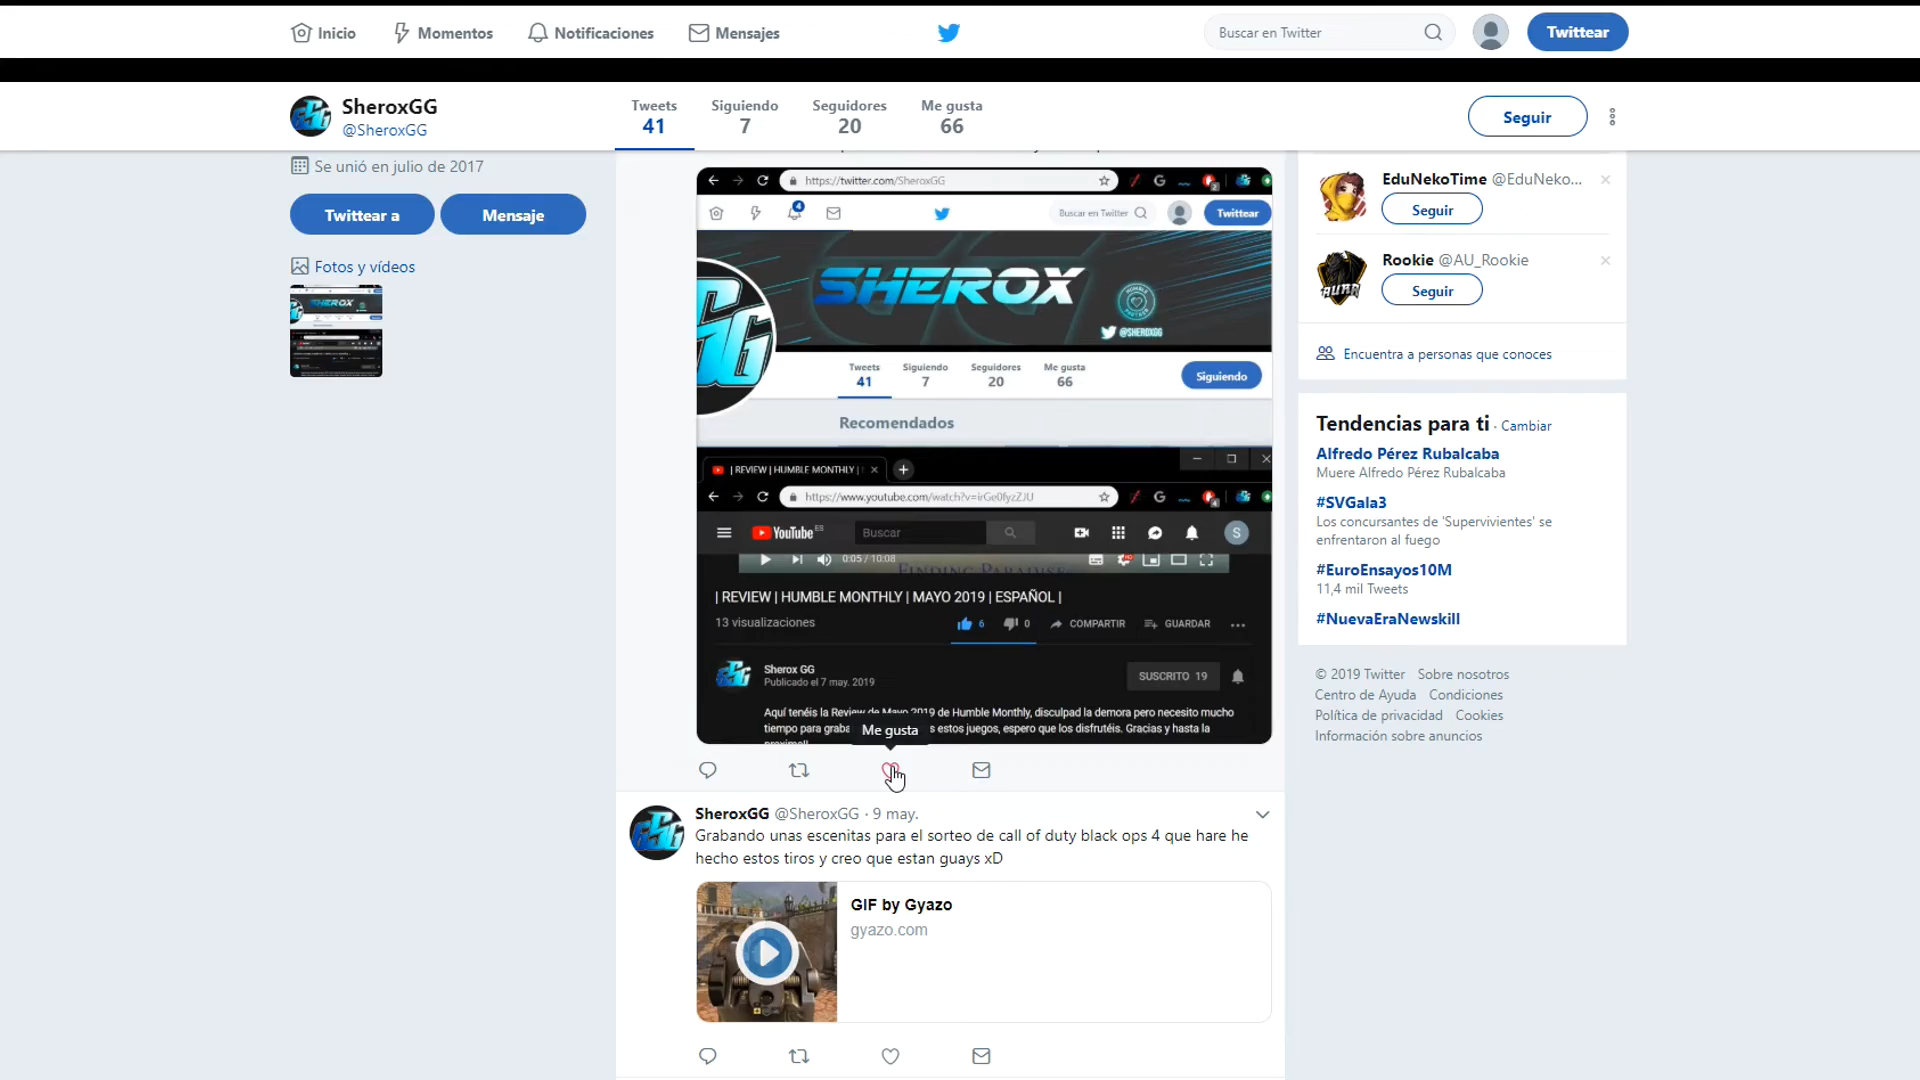 Inicio
Momentos
Notificaciones
Mensajes
Buscar en Twitter
Twittear
SheroxGG
@SheroxGG
Tweets
41
Siguiendo
7
Seguidores
20
Me gusta
66
Seguir
Se unió en julio de 2017
Twittear a
Mensaje
Fotos y vídeos
https://twitter.com/SheroxGG
4
Buscar en Twitter
Twittear
SHEROX
@SHEROXGG
Tweets
41
Siguiendo
7
Seguidores
20
Me gusta
66
Siguiendo
Recomendados
| REVIEW | HUMBLE MONTHLY |
https://www.youtube.com/watch?v=irGe0fyzZJU
YouTube ES
Buscar
S
0:05 / 10:08
FINDING PARADISE
| REVIEW | HUMBLE MONTHLY | MAYO 2019 | ESPAÑOL |
13 visualizaciones
6
0
COMPARTIR
GUARDAR
Sherox GG
Publicado el 7 may. 2019
SUSCRITO 19
Aquí tenéis la Review de Mayo 2019 de Humble Monthly, disculpad la demora pero necesito mucho
tiempo para graba s estos juegos, espero que los disfrutéis. Gracias y hasta la
Me gusta
SheroxGG @SheroxGG · 9 may.
Grabando unas escenitas para el sorteo de call of duty black ops 4 que hare he
hecho estos tiros y creo que estan guays xD
GIF by Gyazo
gyazo.com
EduNekoTime @EduNeko...
Seguir
Rookie @AU_Rookie
Seguir
Encuentra a personas que conoces
Tendencias para ti · Cambiar
Alfredo Pérez Rubalcaba
Muere Alfredo Pérez Rubalcaba
#SVGala3
Los concursantes de 'Supervivientes' se
enfrentaron al fuego
#EuroEnsayos10M
11,4 mil Tweets
#NuevaEraNewskill
© 2019 Twitter Sobre nosotros
Centro de Ayuda Condiciones
Política de privacidad Cookies
Información sobre anuncios